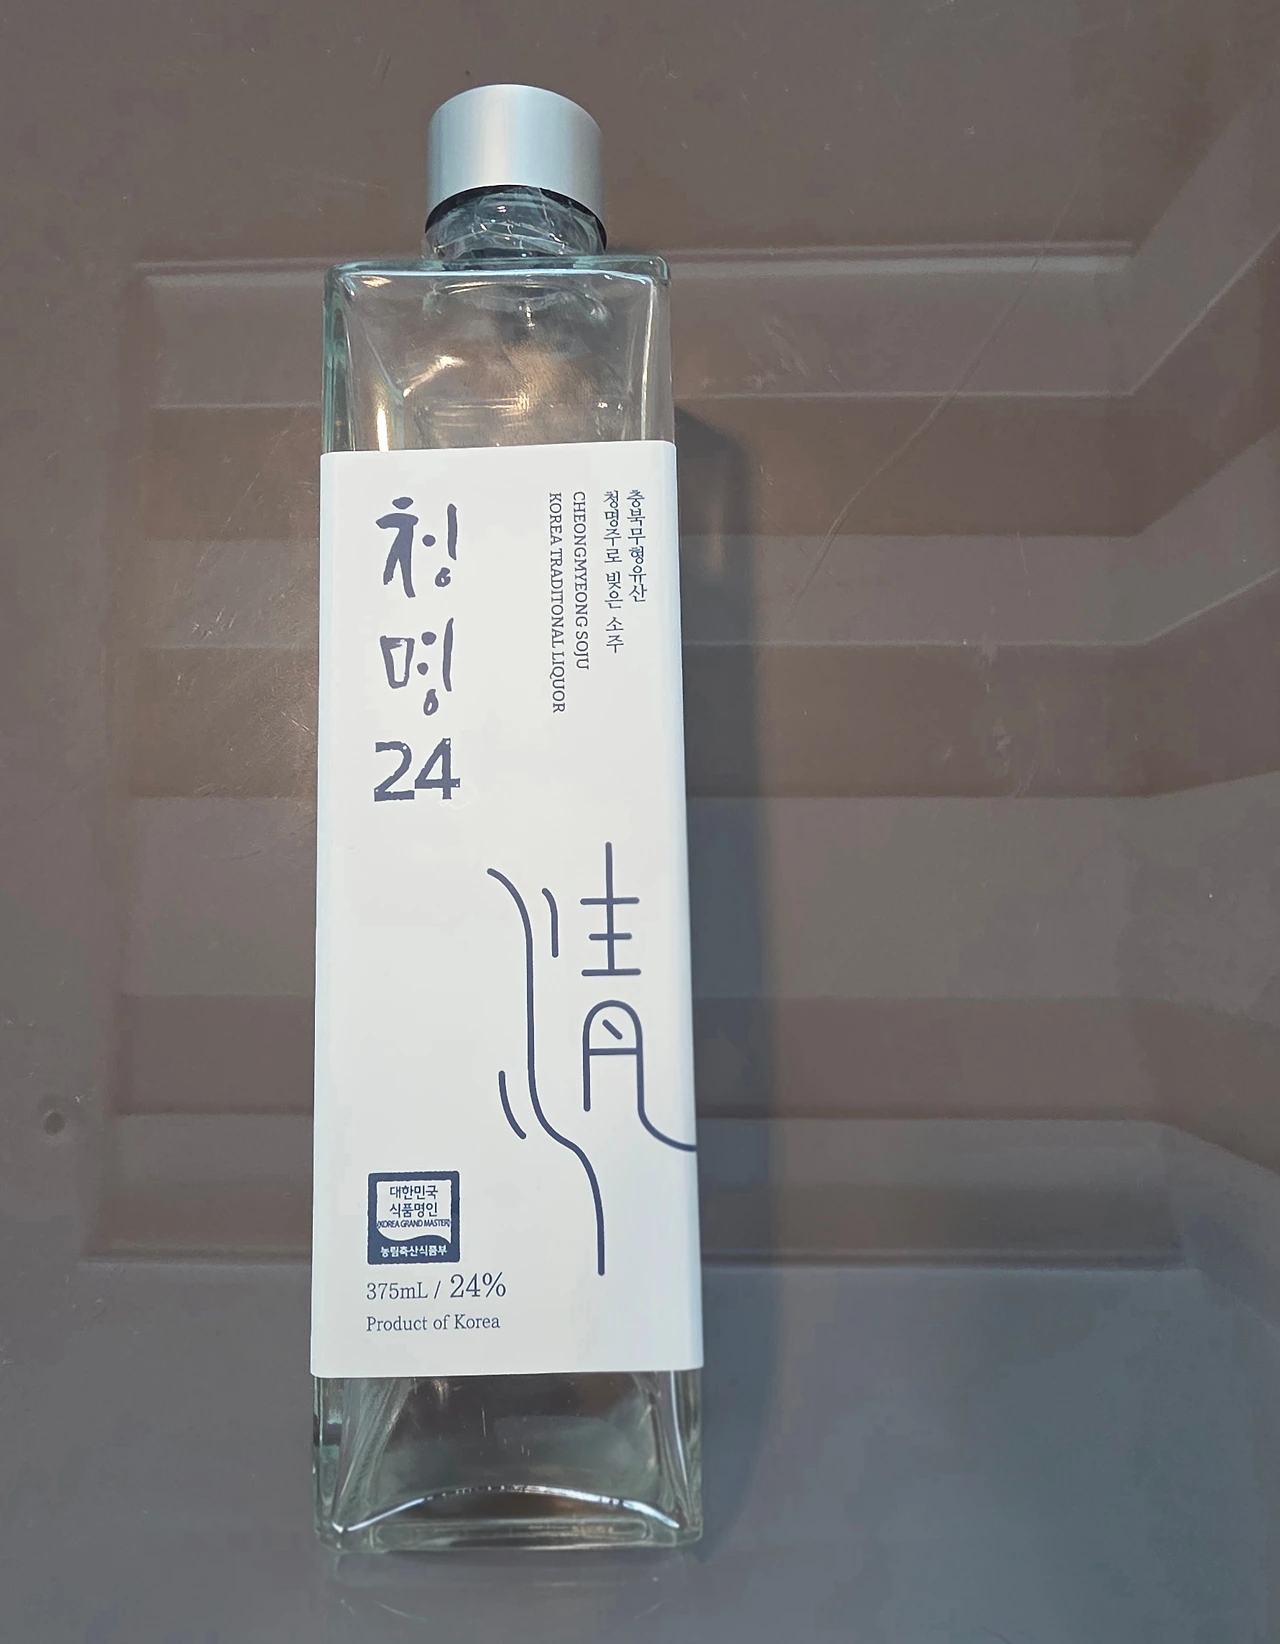 충북무형유산
청명주로 빚은 소주
CHEONGMYEONG SOJU
KOREA TRADITONAL LIQUOR
청명
24
淸
대한민국
식품명인
(KOREA GRAND MASTER)
농림축산식품부
375mL / 24%
Product of Korea